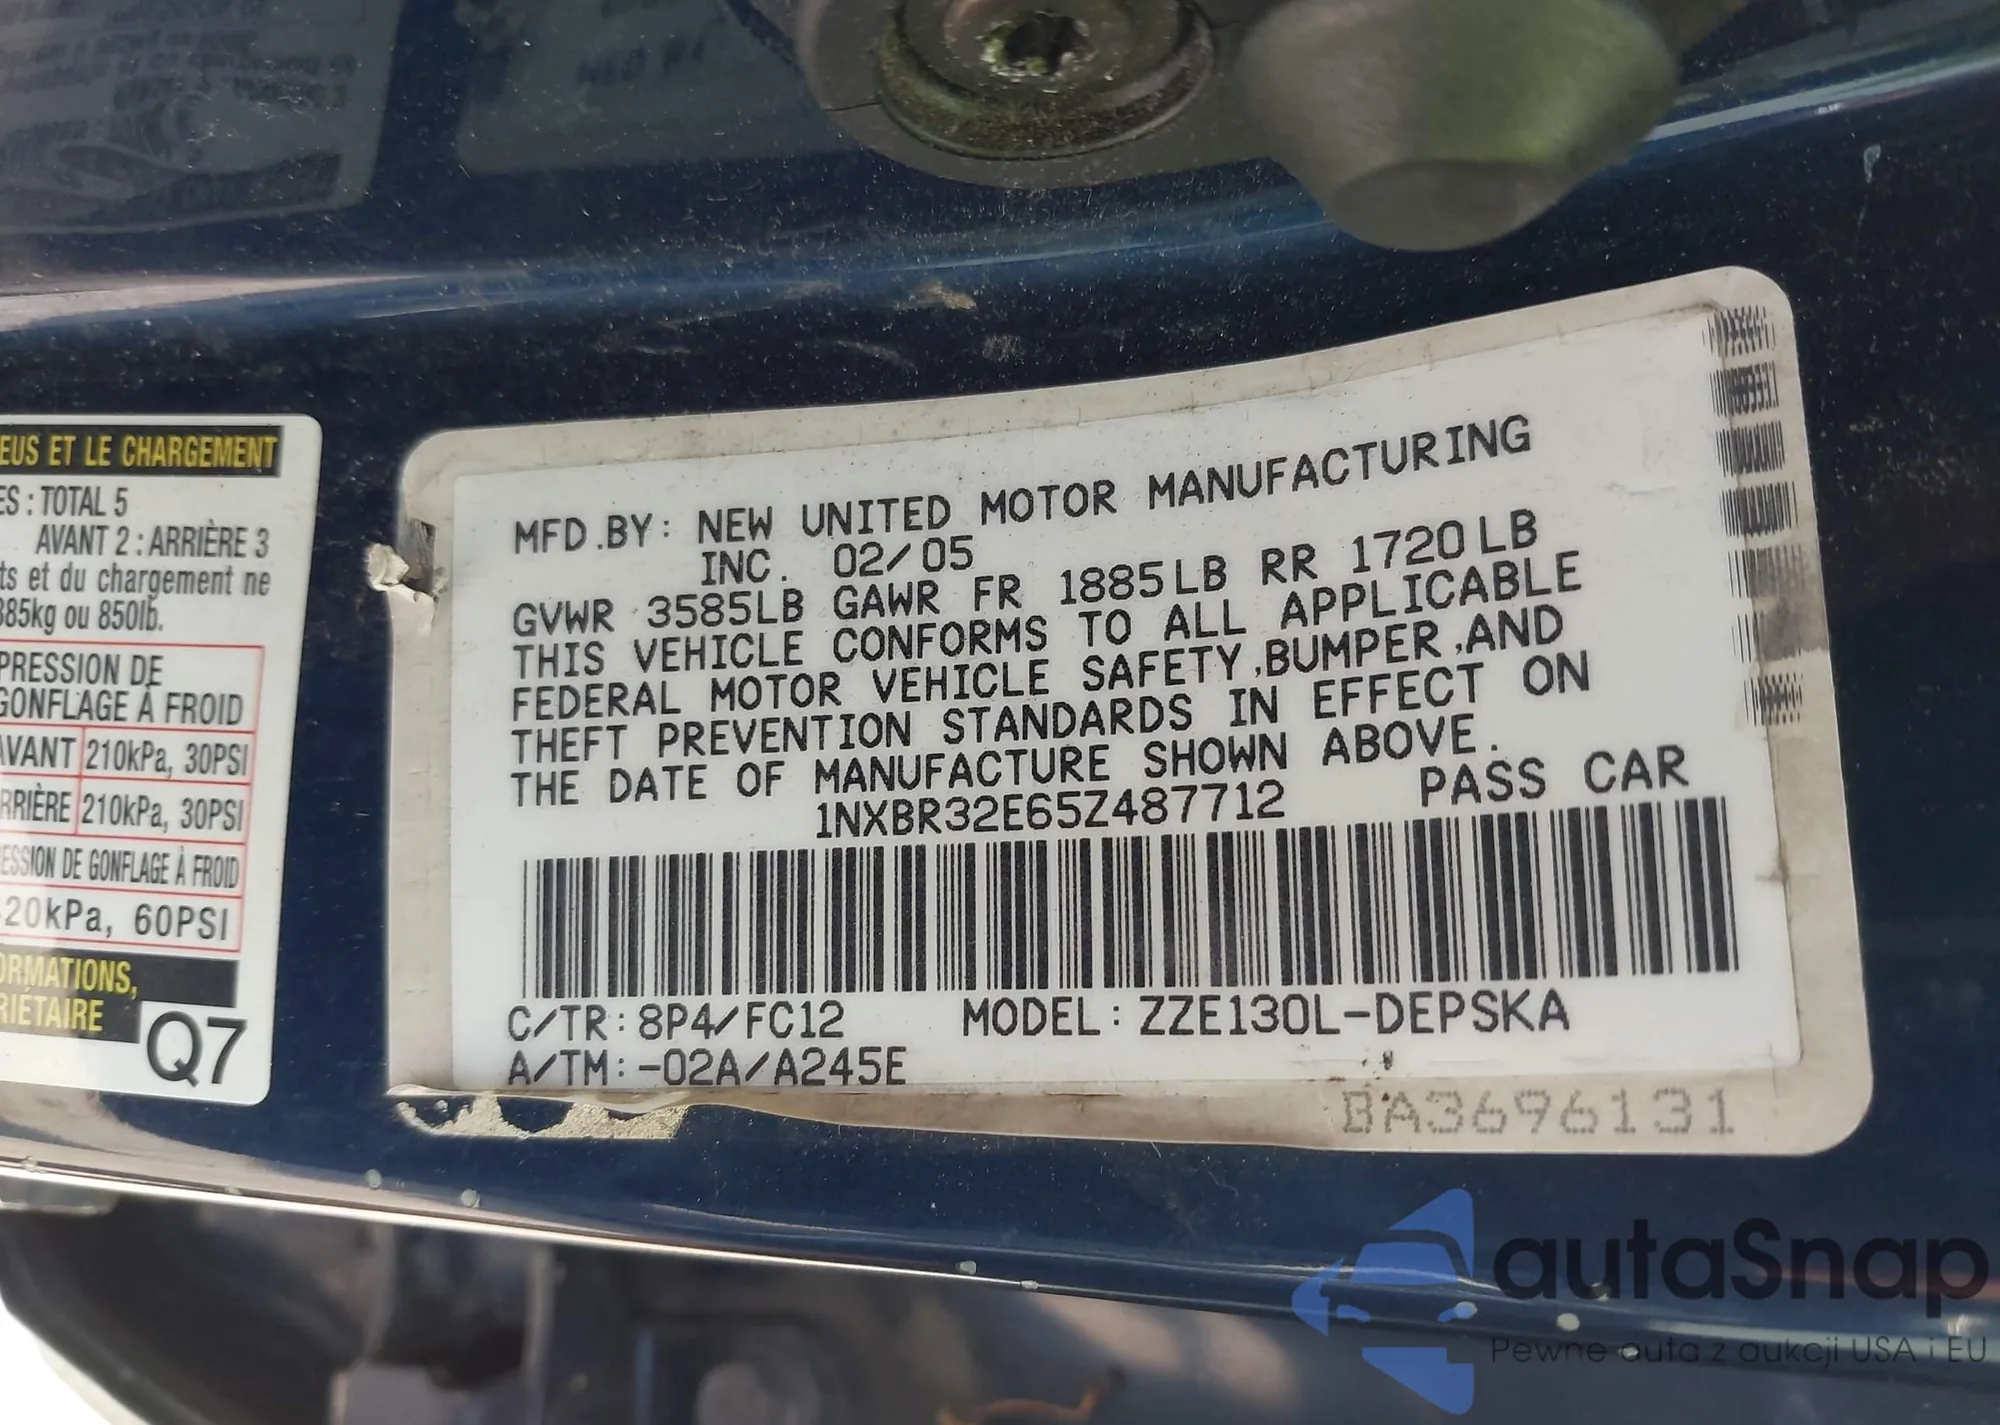 EUS ET LE CHARGEMENT
ES : TOTAL 5
AVANT 2 : ARRIÈRE 3
ts et du chargement ne
385kg ou 850lb.
PRESSION DE
GONFLAGE À FROID
AVANT 210kPa, 30PSI
RRIÈRE 210kPa, 30PSI
ESSION DE GONFLAGE À FROID
20kPa, 60PSI
ORMATIONS,
RIÉTAIRE
Q7
MFD.BY: NEW UNITED MOTOR MANUFACTURING
INC. 02/05
GVWR 3585LB GAWR FR 1885LB RR 1720LB
THIS VEHICLE CONFORMS TO ALL APPLICABLE
FEDERAL MOTOR VEHICLE SAFETY,BUMPER,AND
THEFT PREVENTION STANDARDS IN EFFECT ON
THE DATE OF MANUFACTURE SHOWN ABOVE.
1NXBR32E65Z487712 PASS CAR
C/TR:8P4/FC12 MODEL:ZZE130L-DEPSKA
A/TM:-02A/A245E
BA3696131
autaSnap
Pewne auta z aukcji USA i EU